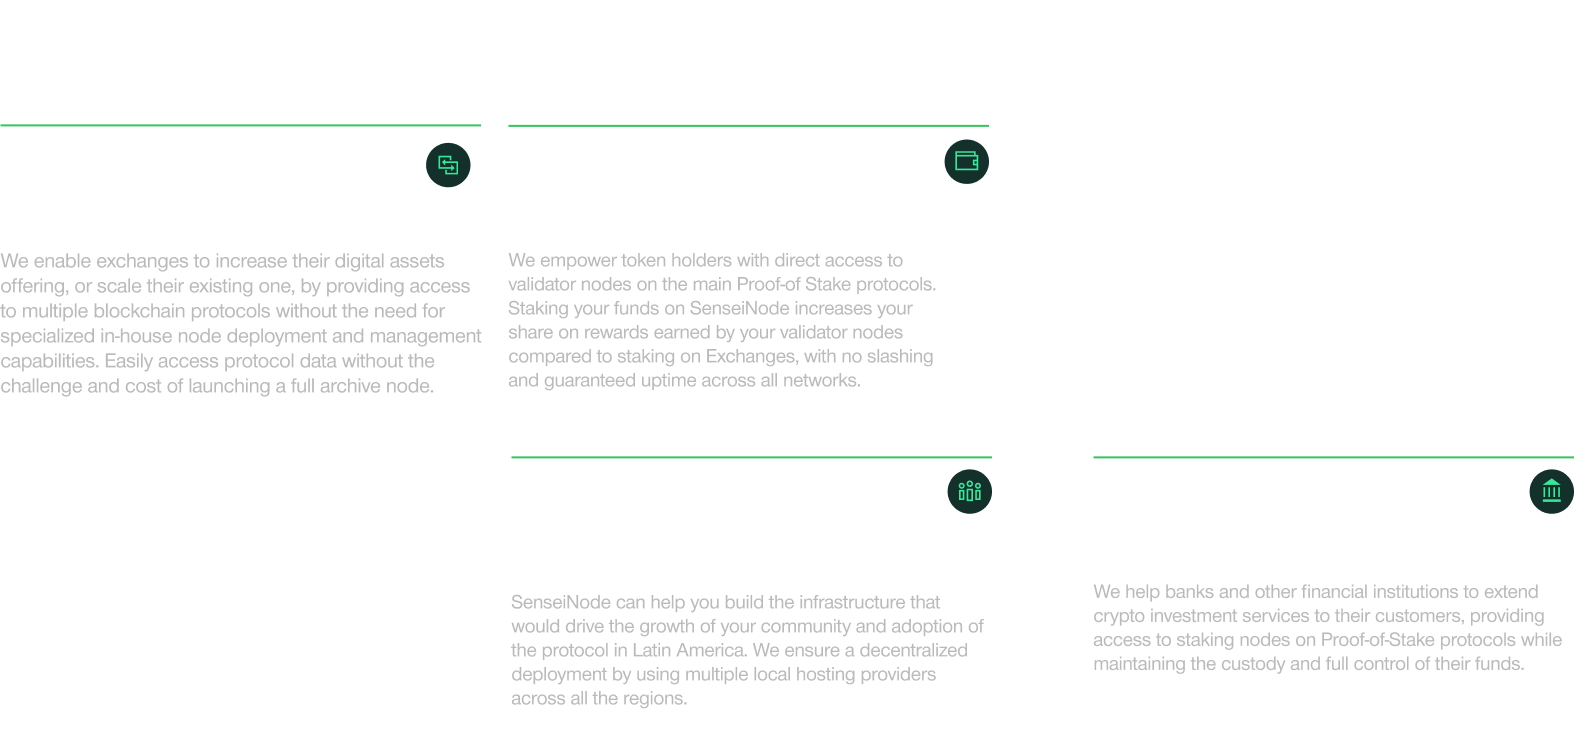 We enable exchanges to increase their digital assets
offering, or scale their existing one, by providing access
to multiple blockchain protocols without the need for
specialized in-house node deployment and management
capabilities. Easily access protocol data without the
challenge and cost of launching a full archive node.
We empower token holders with direct access to
validator nodes on the main Proof-of Stake protocols.
Staking your funds on SenseiNode increases your
share on rewards earned by your validator nodes
compared to staking on Exchanges, with no slashing
and guaranteed uptime across all networks.
SenseiNode can help you build the infrastructure that
would drive the growth of your community and adoption of
the protocol in Latin America. We ensure a decentralized
deployment by using multiple local hosting providers
across all the regions.
We help banks and other financial institutions to extend
crypto investment services to their customers, providing
access to staking nodes on Proof-of-Stake protocols while
maintaining the custody and full control of their funds.